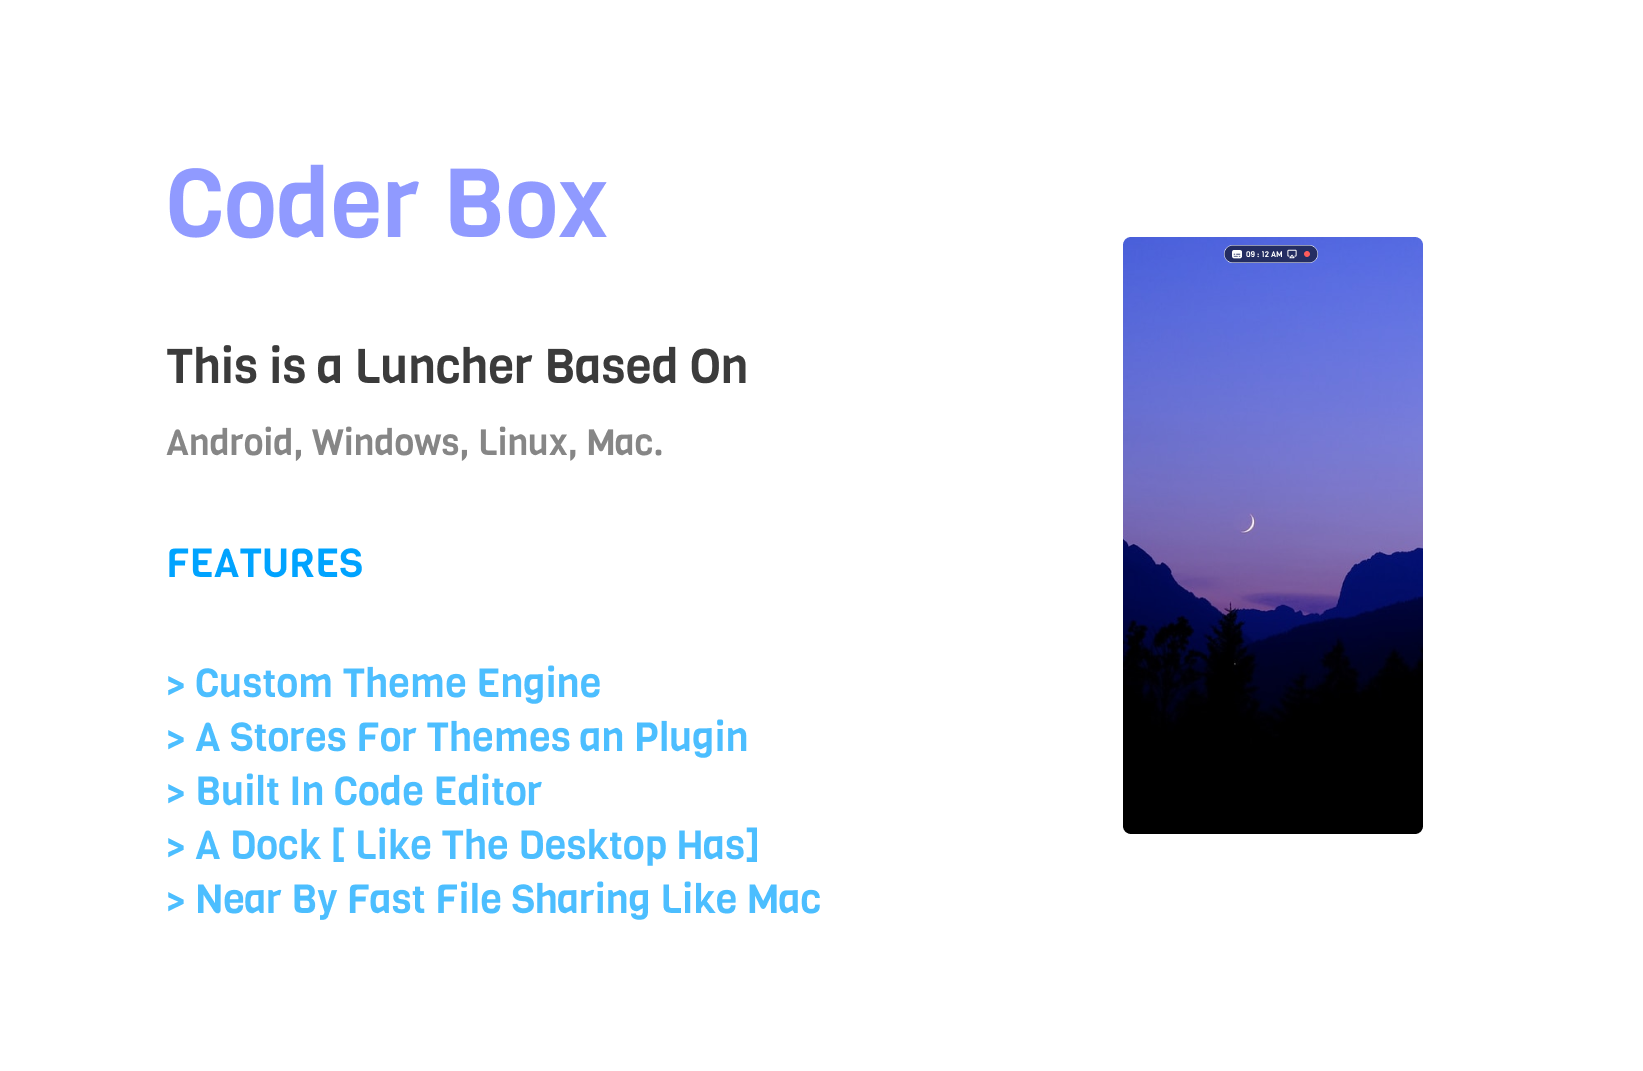 Coder Box
This is a Luncher Based On
Android, Windows, Linux, Mac.
FEATURES
> Custom Theme Engine
> A Stores For Themes an Plugin
> Built In Code Editor
> A Dock [ Like The Desktop Has]
> Near By Fast File Sharing Like Mac
09 : 12 AM